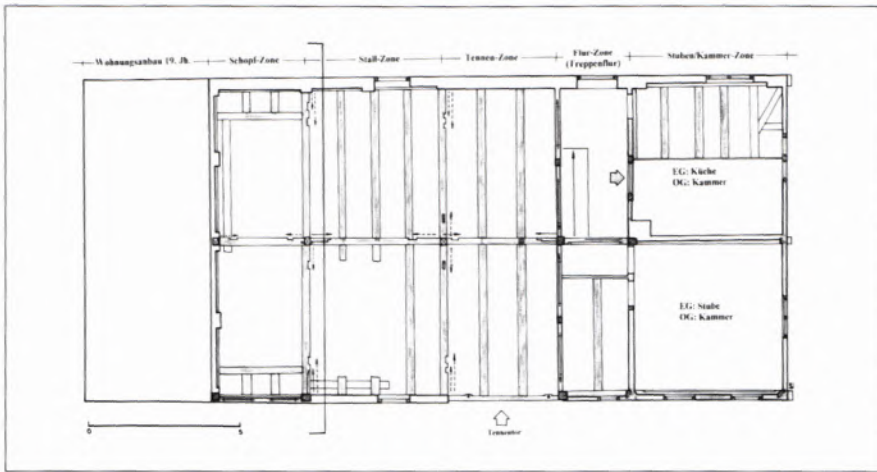 Wohnungsanbau 19. Jh.
Schopf-Zone
Stall-Zone
Tennen-Zone
Flur-Zone
(Treppenflur)
Stuben/Kammer-Zone
EG: Küche
OG: Kammer
EG: Stube
OG: Kammer
Tennentor
0 5